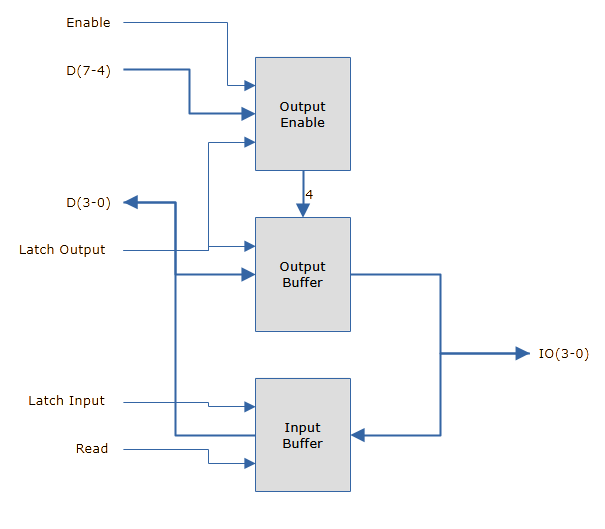 Enable
D(7-4)
Output
Enable
4
D(3-0)
Latch Output
Output
Buffer
IO(3-0)
Latch Input
Input
Buffer
Read